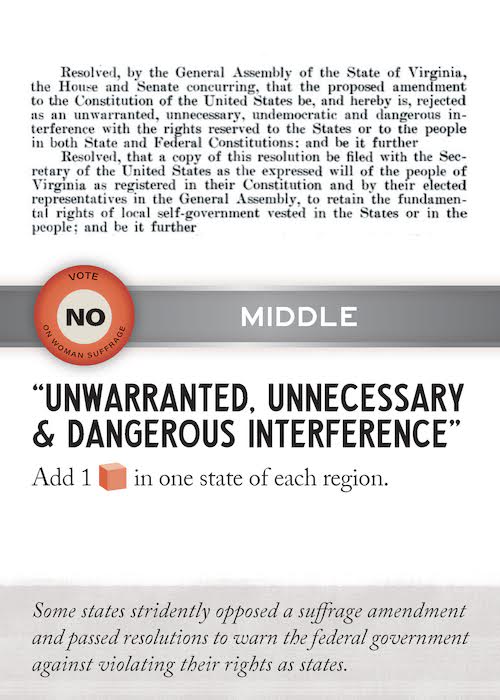 Resolved, by the General Assembly of the State of Virginia,
the House and Senate concurring, that the proposed amendment
to the Constitution of the United States be, and hereby is, rejected
as an unwarranted, unnecessary, undemocratic and dangerous in-
terference with the rights reserved to the States or to the people
in both State and Federal Constitutions: and be it further
Resolved, that a copy of this resolution be filed with the Sec-
retary of the United States as the expressed will of the people of
Virginia as registered in their Constitution and by their elected
representatives in the General Assembly, to retain the fundamen-
tal rights of local self-government vested in the States or in the
people; and be it further
VOTE
NO
ON WOMAN SUFFRAGE
MIDDLE
“UNWARRANTED, UNNECESSARY
& DANGEROUS INTERFERENCE”
Add 1 in one state of each region.
Some states stridently opposed a suffrage amendment
and passed resolutions to warn the federal government
against violating their rights as states.